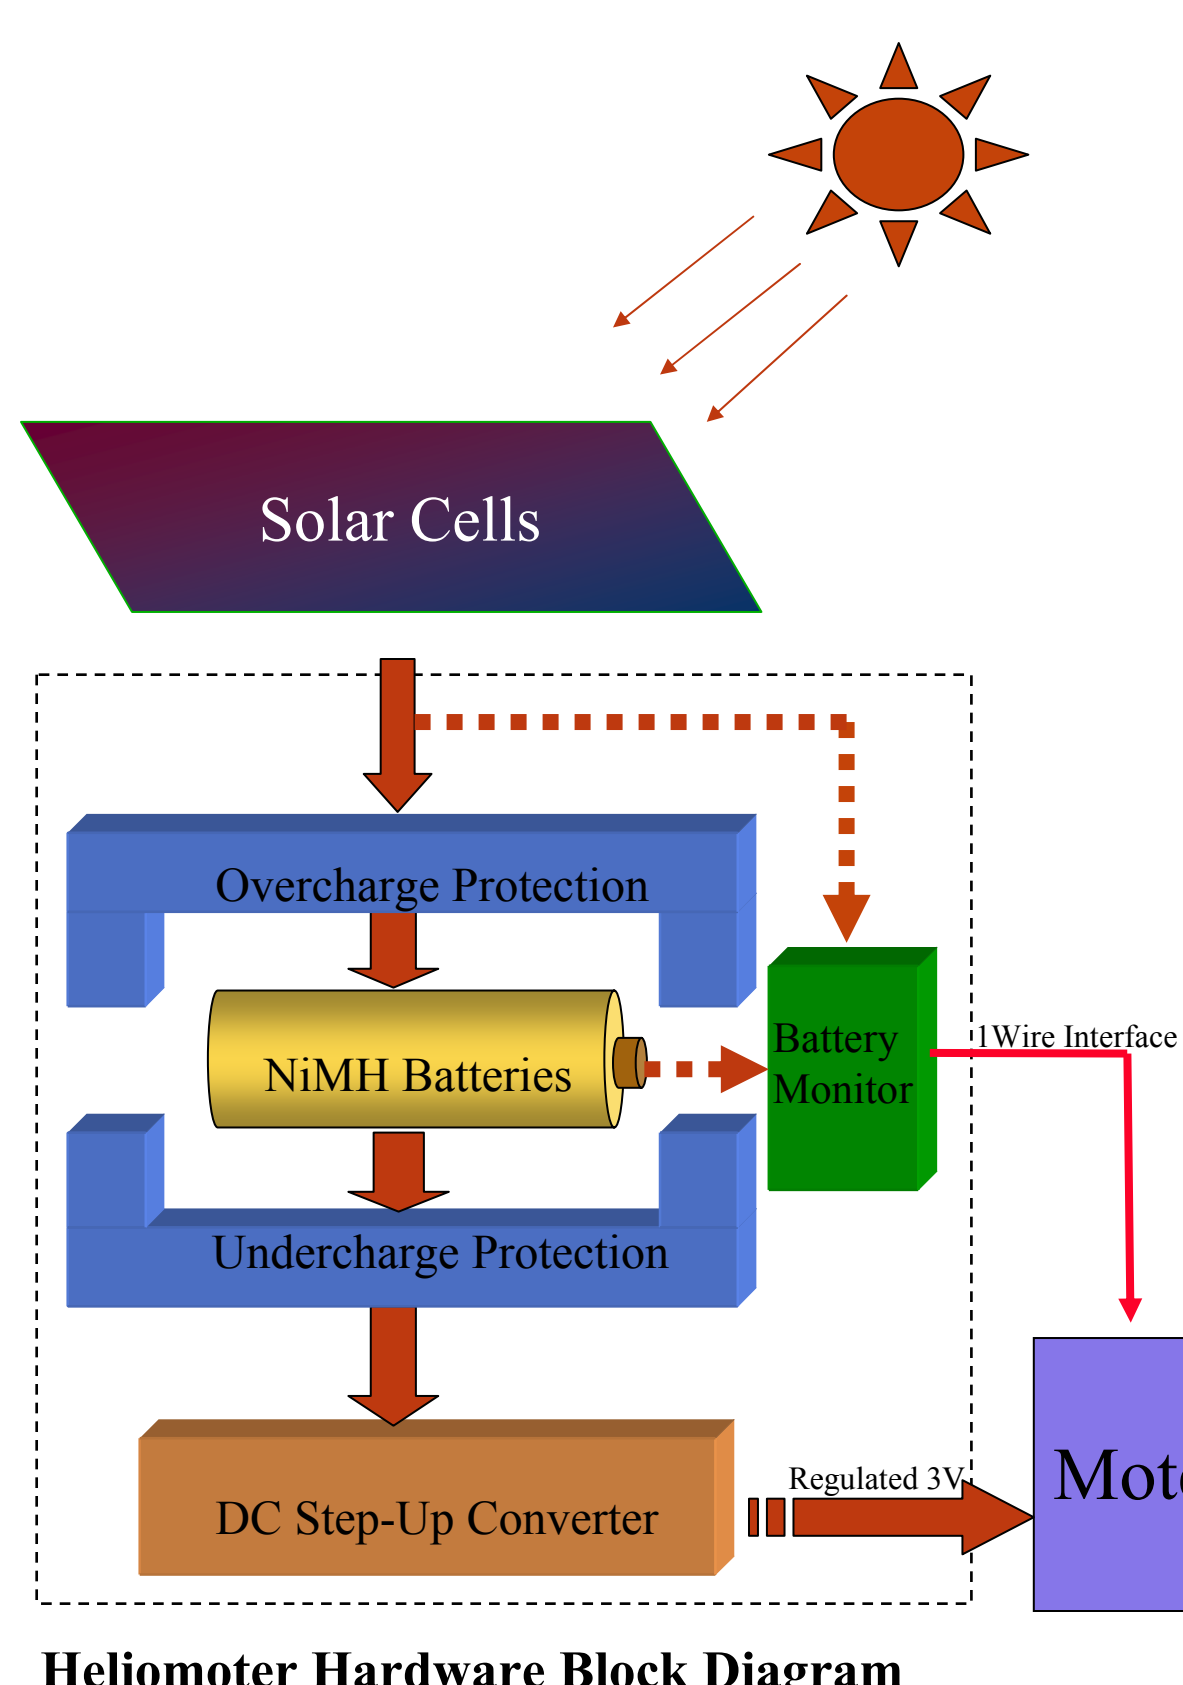 Solar Cells
Overcharge Protection
NiMH Batteries
Battery
Monitor
1Wire Interface
Undercharge Protection
DC Step-Up Converter
Regulated 3V
Heliomoter Hardware Block Diagram